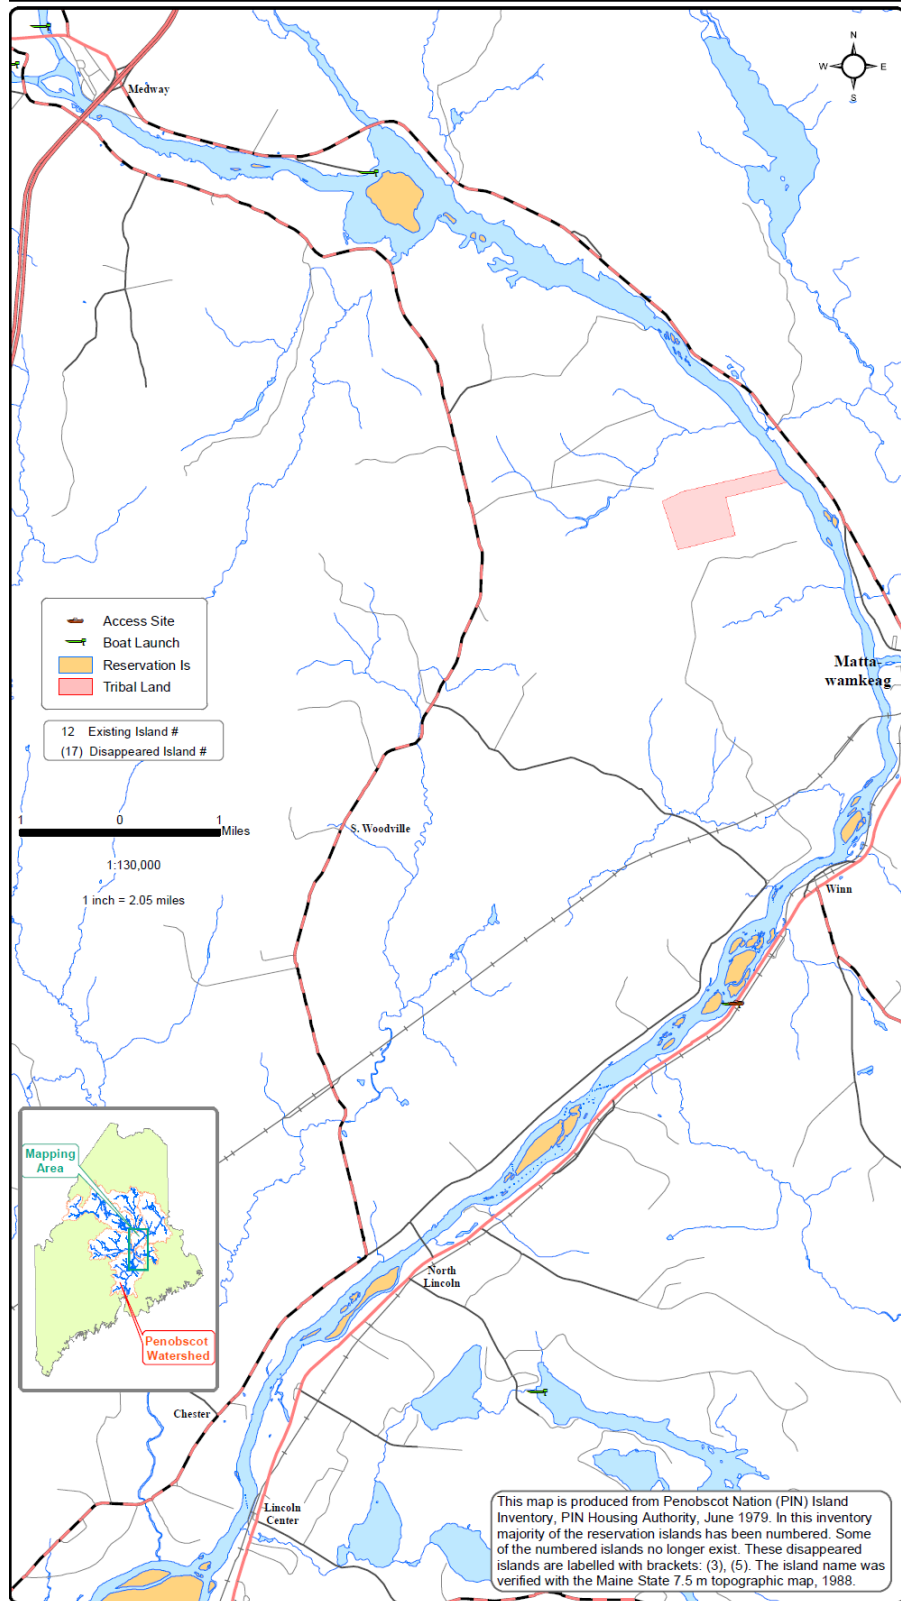 N
W E
S
Medway
Access Site
Boat Launch
Reservation Is
Tribal Land
12 Existing Island #
(17) Disappeared Island #
Matta-
wamkeag
1 0 1
Miles
S. Woodville
1:130,000
1 inch = 2.05 miles
Winn
Mapping
Area
Penobscot
Watershed
North
Lincoln
Chester
Lincoln
Center
This map is produced from Penobscot Nation (PIN) Island
Inventory, PIN Housing Authority, June 1979. In this inventory
majority of the reservation islands has been numbered. Some
of the numbered islands no longer exist. These disappeared
islands are labelled with brackets: (3), (5). The island name was
verified with the Maine State 7.5 m topographic map, 1988.